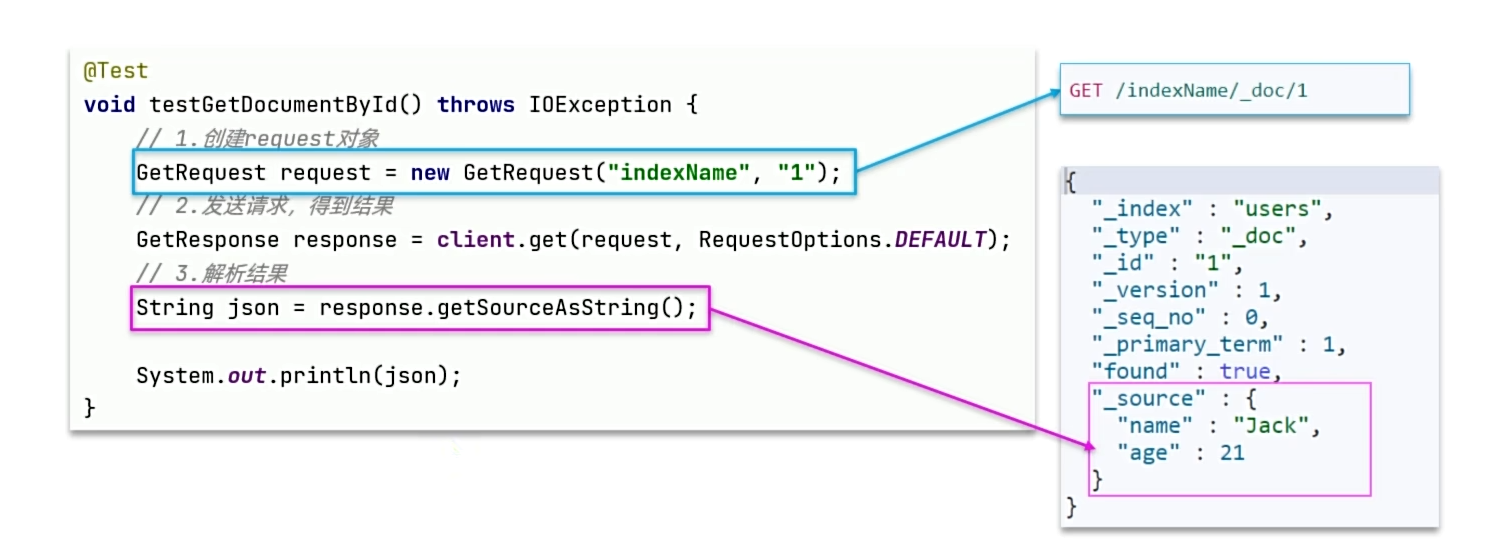 @Test
void testGetDocumentById() throws IOException {
// 1.创建request对象
GetRequest request = new GetRequest("indexName", "1");
// 2.发送请求，得到结果
GetResponse response = client.get(request, RequestOptions.DEFAULT);
// 3.解析结果
String json = response.getSourceAsString();
System.out.println(json);
}
GET /indexName/_doc/1
{
"_index" : "users",
"_type" : "_doc",
"_id" : "1",
"_version" : 1,
"_seq_no" : 0,
"_primary_term" : 1,
"found" : true,
"_source" : {
"name" : "Jack",
"age" : 21
}
}